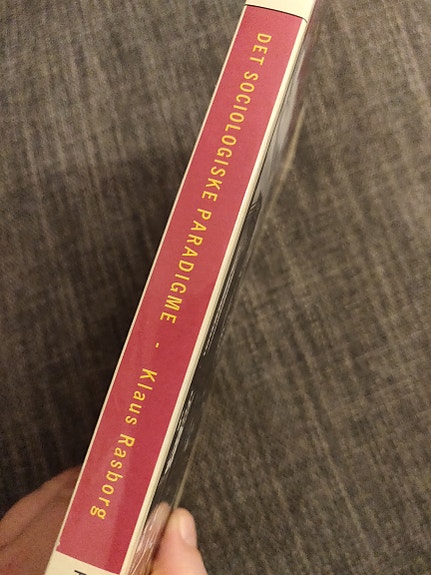 DET SOCIOLOGISKE PARADIGME - Klaus Rasborg